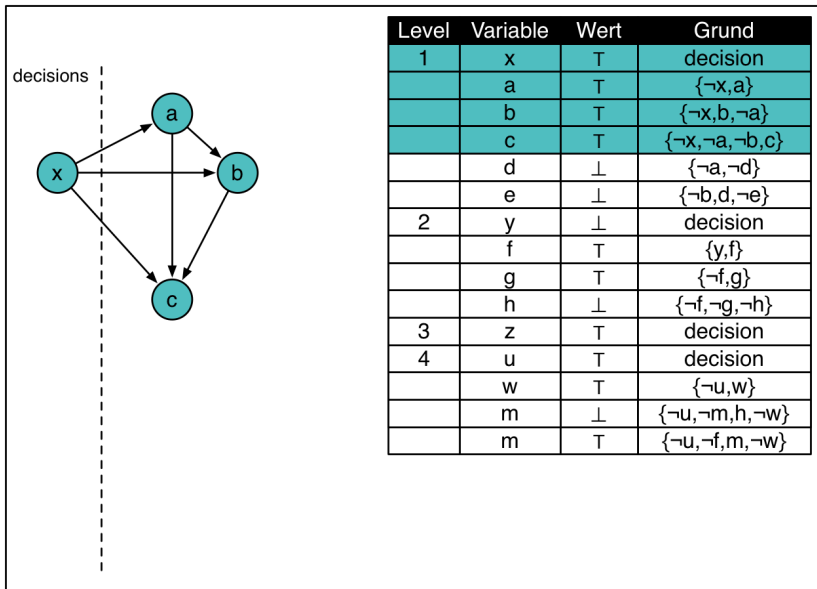 decisions
a
x
b
c
Level Variable Wert Grund
1 x ⊤ decision
a ⊤ {¬x,a}
b ⊤ {¬x,b,¬a}
c ⊤ {¬x,¬a,¬b,c}
d ⊥ {¬a,¬d}
e ⊥ {¬b,d,¬e}
2 y ⊥ decision
f ⊤ {y,f}
g ⊤ {¬f,g}
h ⊥ {¬f,¬g,¬h}
3 z ⊤ decision
4 u ⊤ decision
w ⊤ {¬u,w}
m ⊥ {¬u,¬m,h,¬w}
m ⊤ {¬u,¬f,m,¬w}